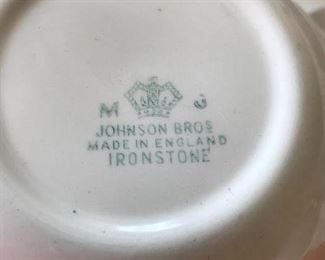 M
JOHNSON BROS
MADE IN ENGLAND
IRONSTONE